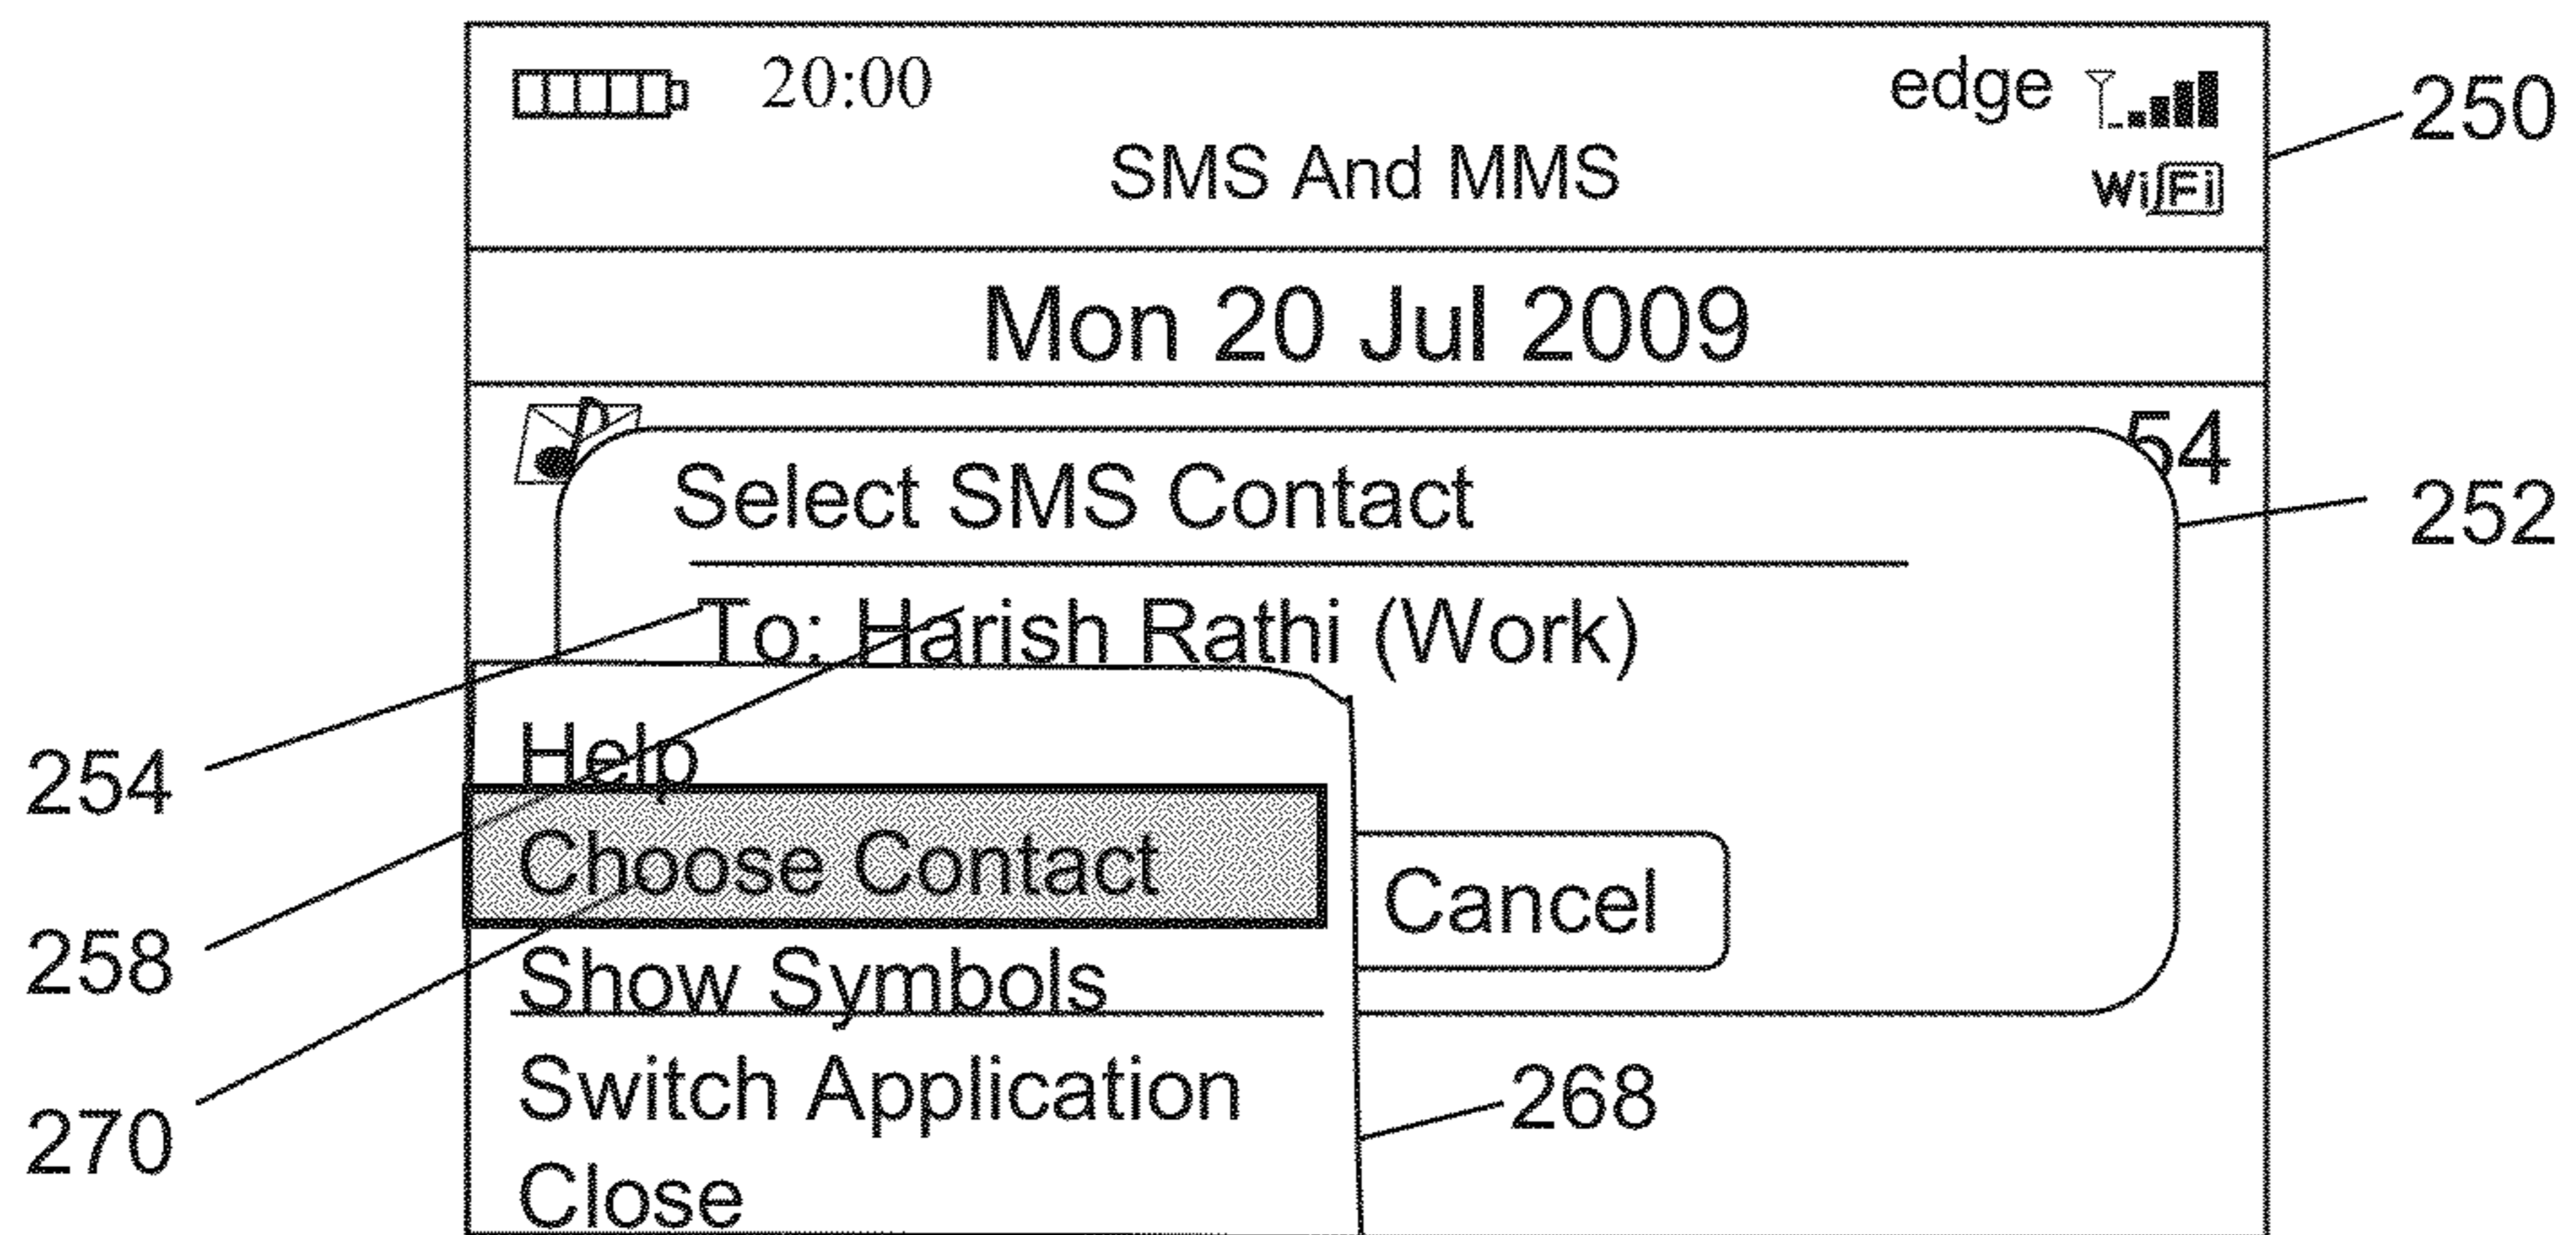 20:00 edge
250
SMS And MMS
WiFi
Mon 20 Jul 2009
54
Select SMS Contact
252
To: Harish Rathi (Work)
Help
254
Choose Contact
Cancel
258
Show Symbols
Switch Application
268
270
Close